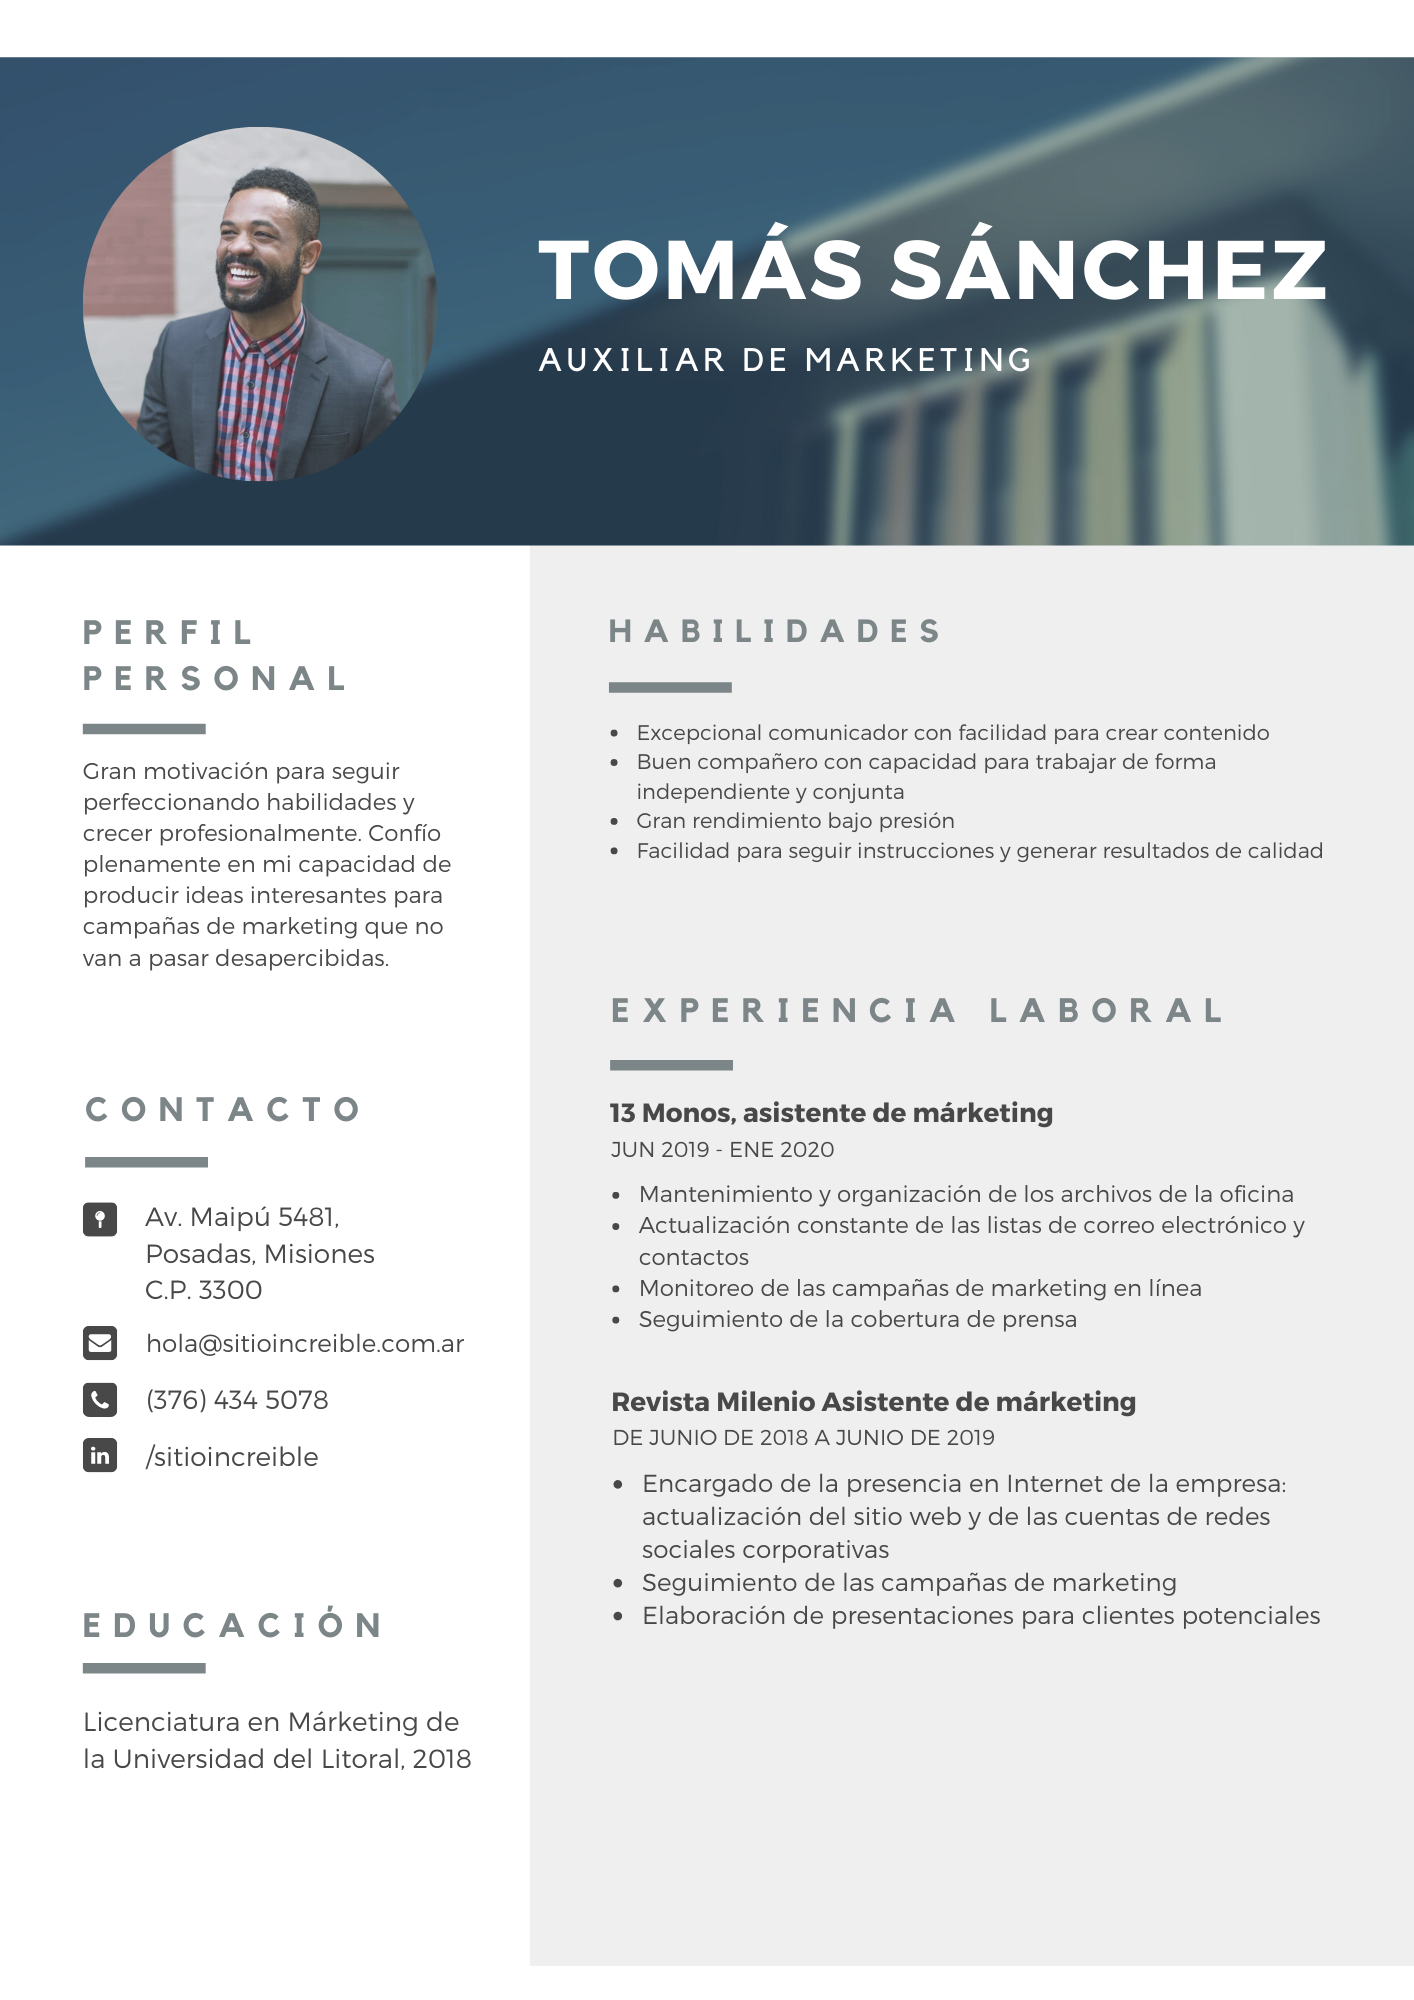 TOMÁS SÁNCHEZ
AUXILIAR DE MARKETING
PERFIL
PERSONAL
Gran motivación para seguir
perfeccionando habilidades y
crecer profesionalmente. Confío
plenamente en mi capacidad de
producir ideas interesantes para
campañas de marketing que no
van a pasar desapercibidas.
CONTACTO
Av. Maipú 5481,
Posadas, Misiones
C.P. 3300
hola@sitioincreible.com.ar
(376) 434 5078
in /sitioincreible
EDUCACIÓN
Licenciatura en Márketing de
la Universidad del Litoral, 2018
HABILIDADES
• Excepcional comunicador con facilidad para crear contenido
• Buen compañero con capacidad para trabajar de forma
independiente y conjunta
• Gran rendimiento bajo presión
• Facilidad para seguir instrucciones y generar resultados de calidad
EXPERIENCIA LABORAL
13 Monos, asistente de márketing
JUN 2019 - ENE 2020
• Mantenimiento y organización de los archivos de la oficina
• Actualización constante de las listas de correo electrónico y
contactos
• Monitoreo de las campañas de marketing en línea
• Seguimiento de la cobertura de prensa
Revista Milenio Asistente de márketing
DE JUNIO DE 2018 A JUNIO DE 2019
• Encargado de la presencia en Internet de la empresa:
actualización del sitio web y de las cuentas de redes
sociales corporativas
• Seguimiento de las campañas de marketing
• Elaboración de presentaciones para clientes potenciales